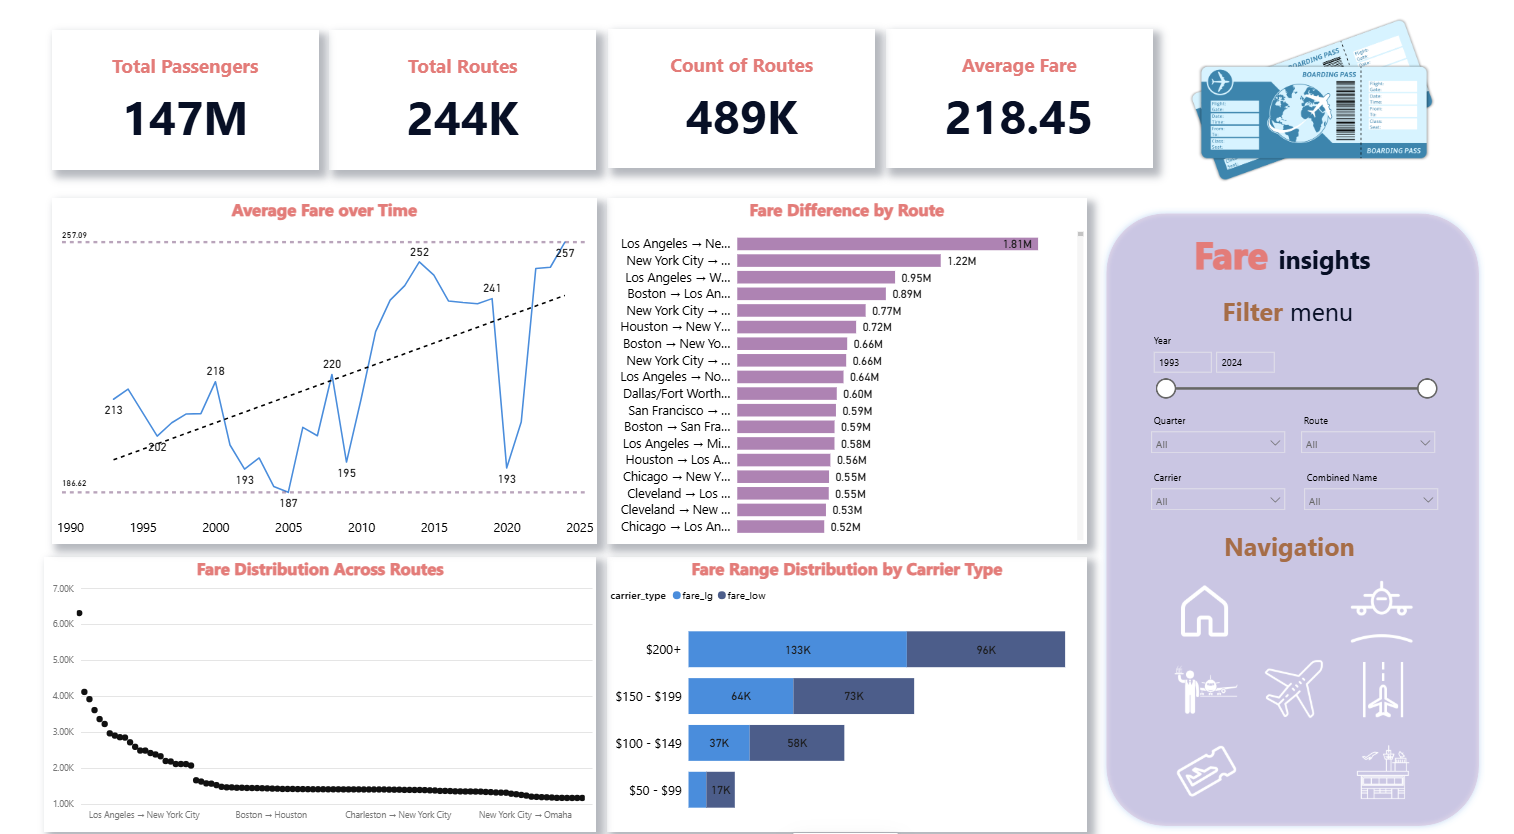 Total Passengers
147M
Total Routes
244K
Count of Routes
489K
Average Fare
218.45
BOARDING PASS
BOARDING PASS
BOARDING PASS
Flight:
Gate:
Date:
Time:
From:
To:
Class:
Seat:
Average Fare over Time
257.09
252
257
241
220
218
213
202
195
193
193
186.62
187
1990 1995 2000 2005 2010 2015 2020 2025
Fare Difference by Route
Los Angeles → Ne... 1.81M
New York City → ... 1.22M
Los Angeles → W... 0.95M
Boston → Los An... 0.89M
New York City → ... 0.77M
Houston → New Y... 0.72M
Boston → New Yo... 0.66M
New York City → ... 0.66M
Los Angeles → No... 0.64M
Dallas/Fort Worth... 0.60M
San Francisco → ... 0.59M
Boston → San Fra... 0.59M
Los Angeles → Mi... 0.58M
Houston → Los A... 0.56M
Chicago → New Y... 0.55M
Cleveland → Los ... 0.55M
Cleveland → New ... 0.53M
Chicago → Los An... 0.52M
Fare insights
Filter menu
Year
1993 2024
Quarter Route
All All
Carrier Combined Name
All All
Navigation
Fare Distribution Across Routes
7.00K
6.00K
5.00K
4.00K
3.00K
2.00K
1.00K
Los Angeles → New York City Boston → Houston Charleston → New York City New York City → Omaha
Fare Range Distribution by Carrier Type
carrier_type fare_lg fare_low
$200+ 133K 96K
$150 - $199 64K 73K
$100 - $149 37K 58K
$50 - $99 17K